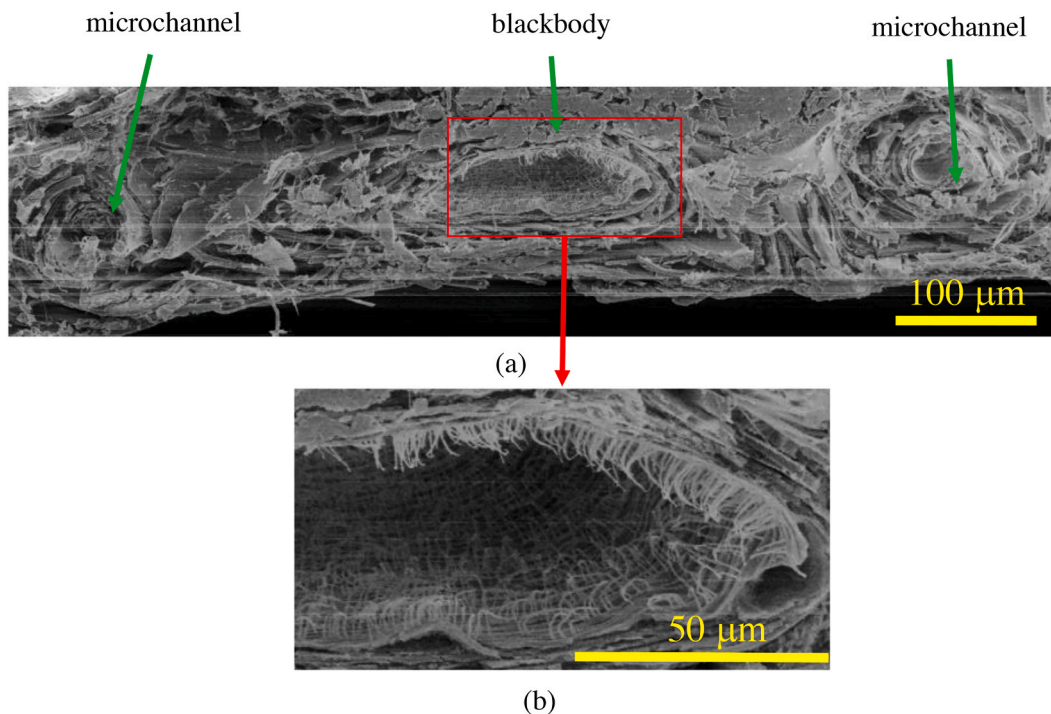 microchannel
blackbody
microchannel
100 μm
(a)
50 μm
(b)